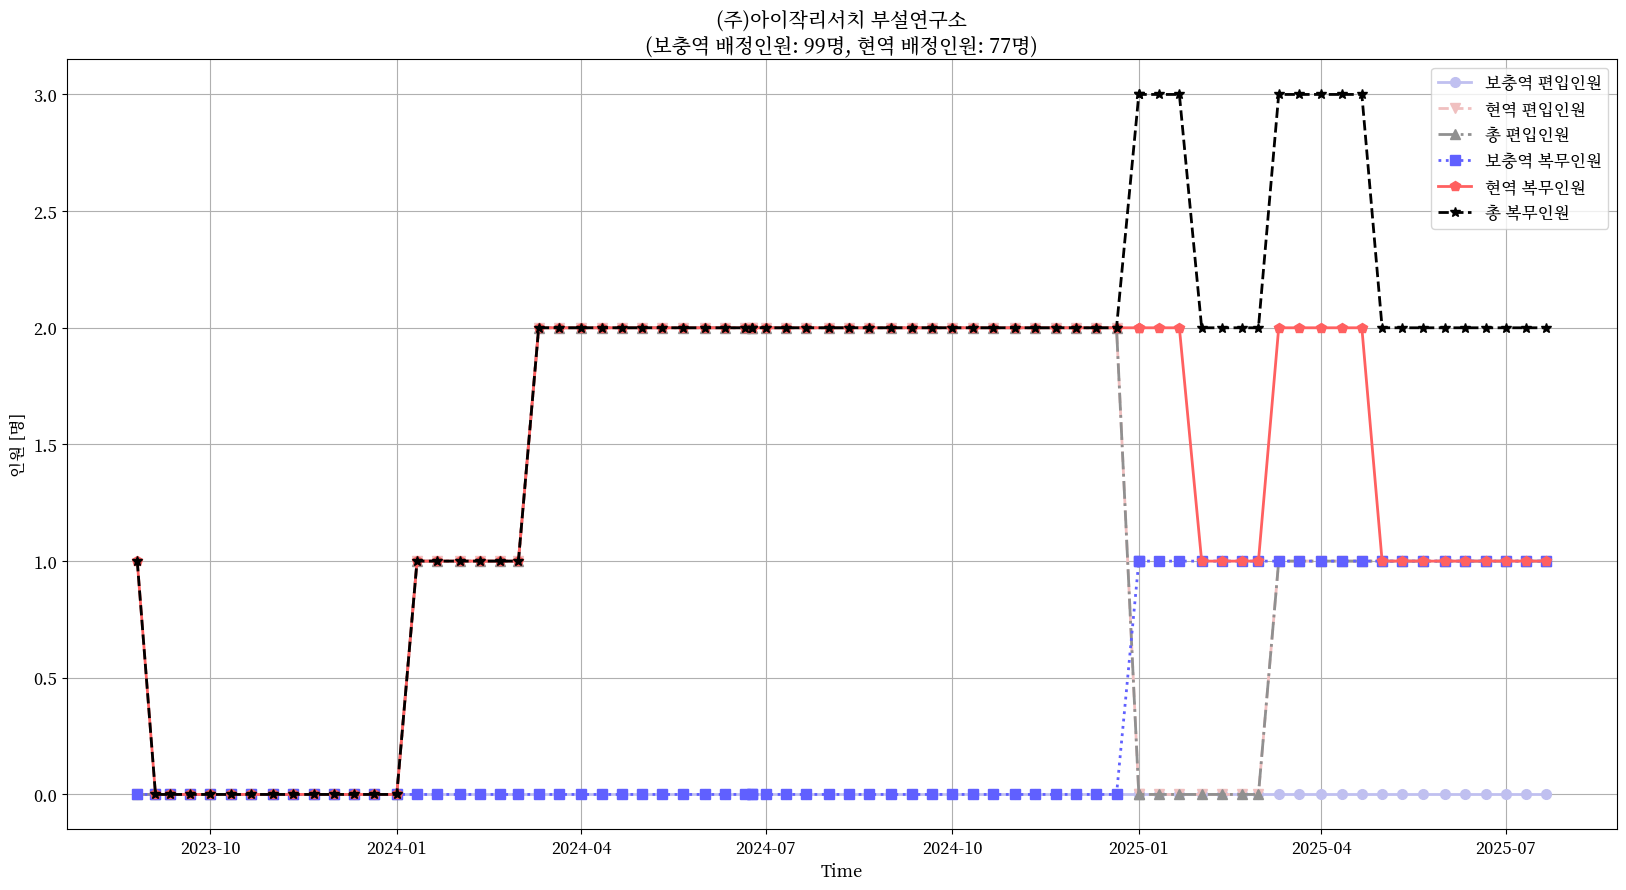 (주)아이작리서치 부설연구소
(보충역 배정인원: 99명, 현역 배정인원: 77명)
보충역 편입인원
현역 편입인원
총 편입인원
보충역 복무인원
현역 복무인원
총 복무인원
인원 [명]
3.0
2.5
2.0
1.5
1.0
0.5
0.0
2023-10
2024-01
2024-04
2024-07
2024-10
2025-01
2025-04
2025-07
Time